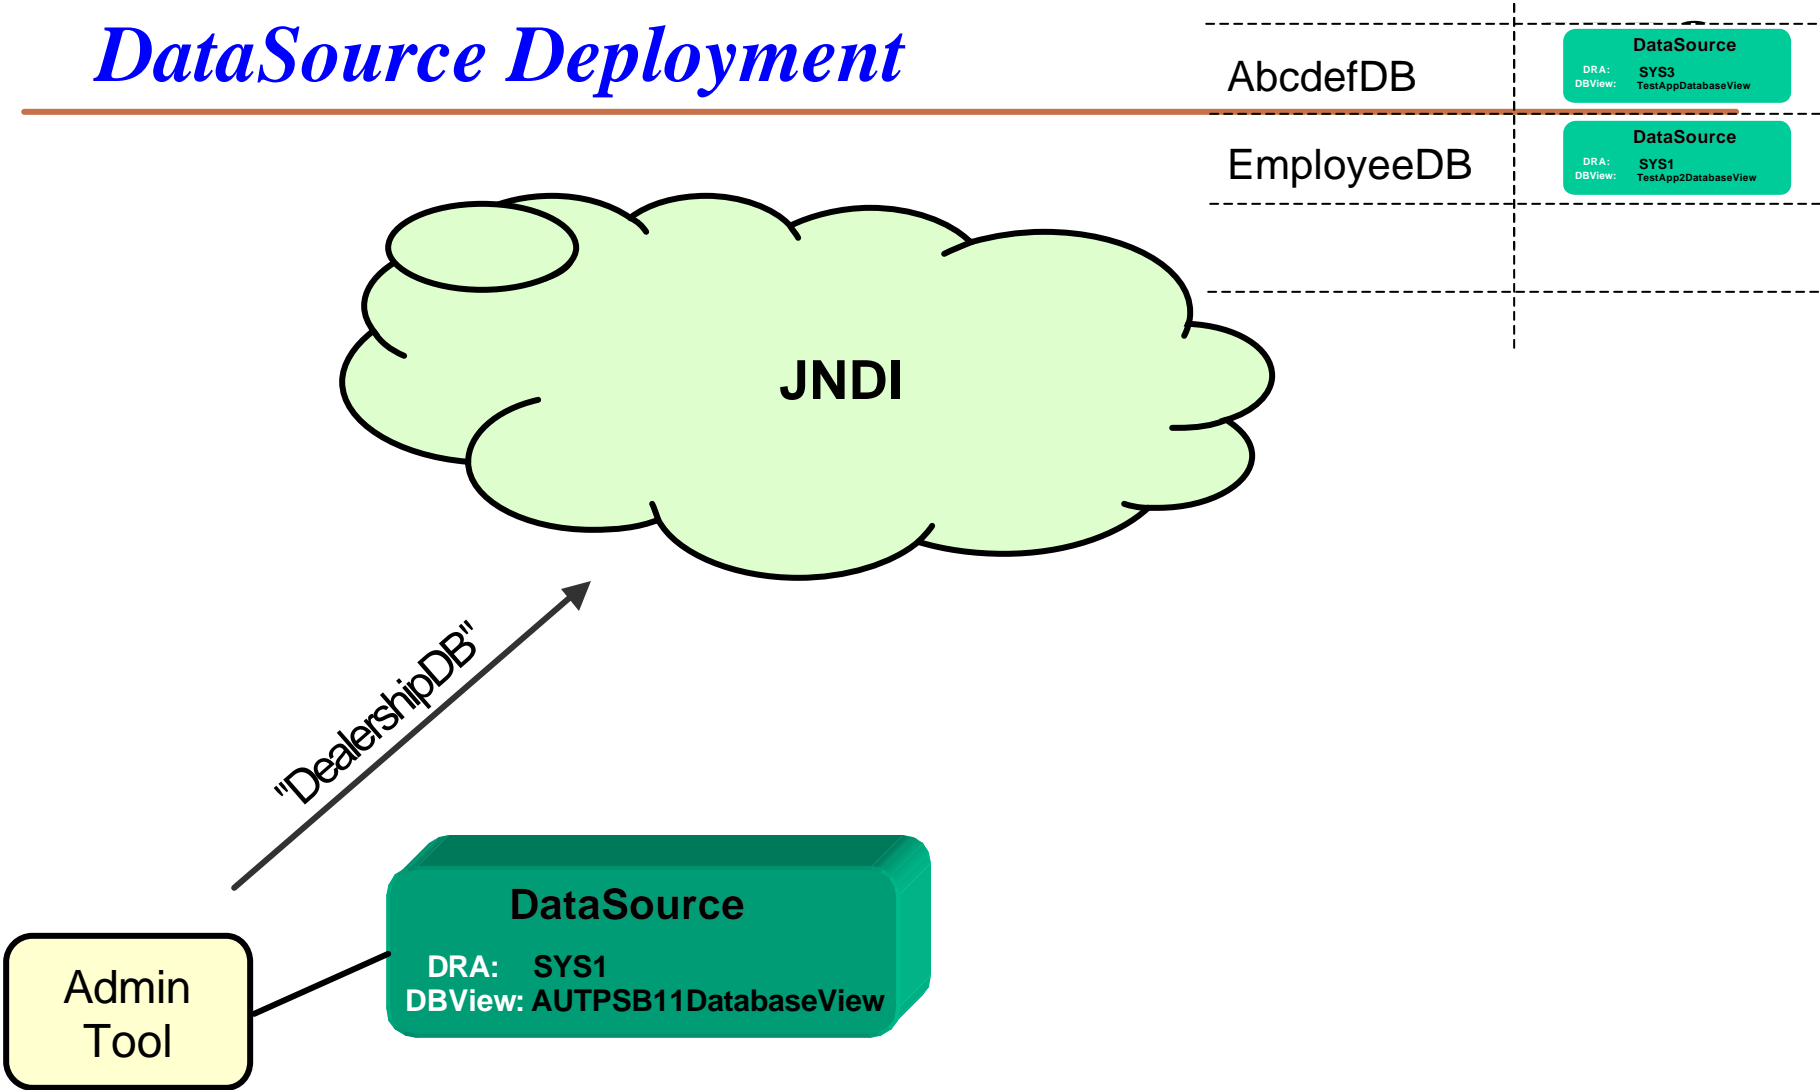 DataSource Deployment
AbcdefDB
DataSource
DRA: SYS3
DBView: TestAppDatabaseView
EmployeeDB
DataSource
DRA: SYS1
DBView: TestApp2DatabaseView
JNDI
"DealershipDB"
DataSource
DRA: SYS1
DBView: AUTPSB11DatabaseView
Admin
Tool